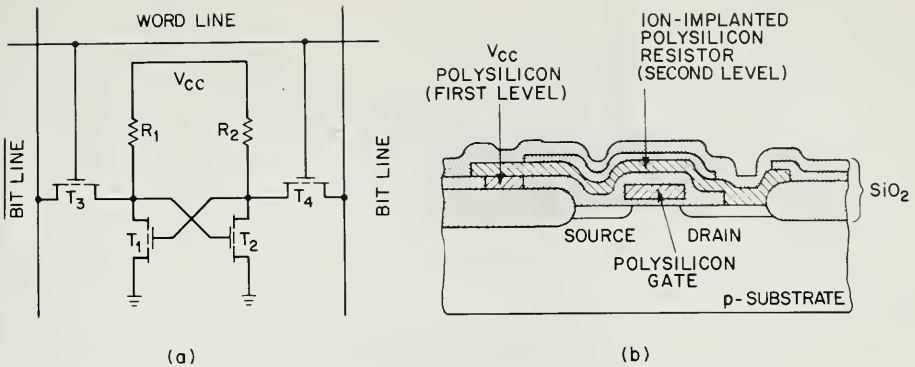 WORD LINE
VCC
R1
R2
BIT LINE
T3
T4
BIT LINE
T1
T2
(a)
VCC
POLYSILICON
(FIRST LEVEL)
ION-IMPLANTED
POLYSILICON
RESISTOR
(SECOND LEVEL)
SiO2
SOURCE
DRAIN
POLYSILICON
GATE
p-SUBSTRATE
(b)